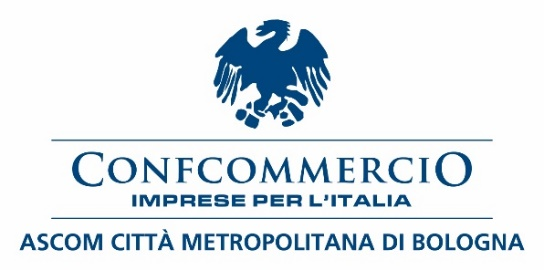 CONFCOMMERCIO
IMPRESE PER L'ITALIA
ASCOM CITTÀ METROPOLITANA DI BOLOGNA